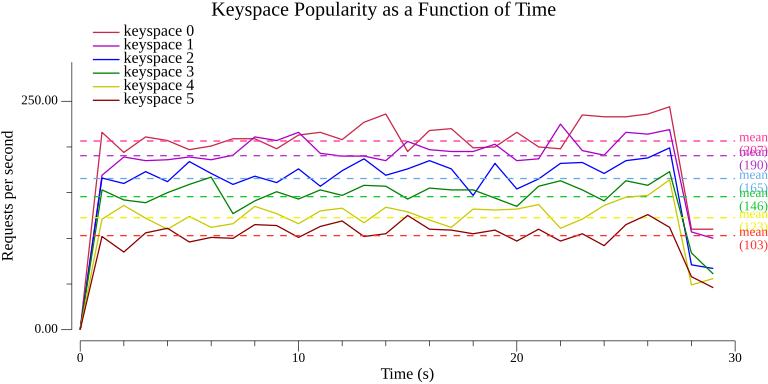 Keyspace Popularity as a Function of Time
keyspace 0
keyspace 1
keyspace 2
keyspace 3
keyspace 4
keyspace 5
Requests per second
250.00
0.00
mean
(207)
mean
(190)
mean
(165)
mean
(146)
mean
(123)
mean
(103)
0
10
20
30
Time (s)